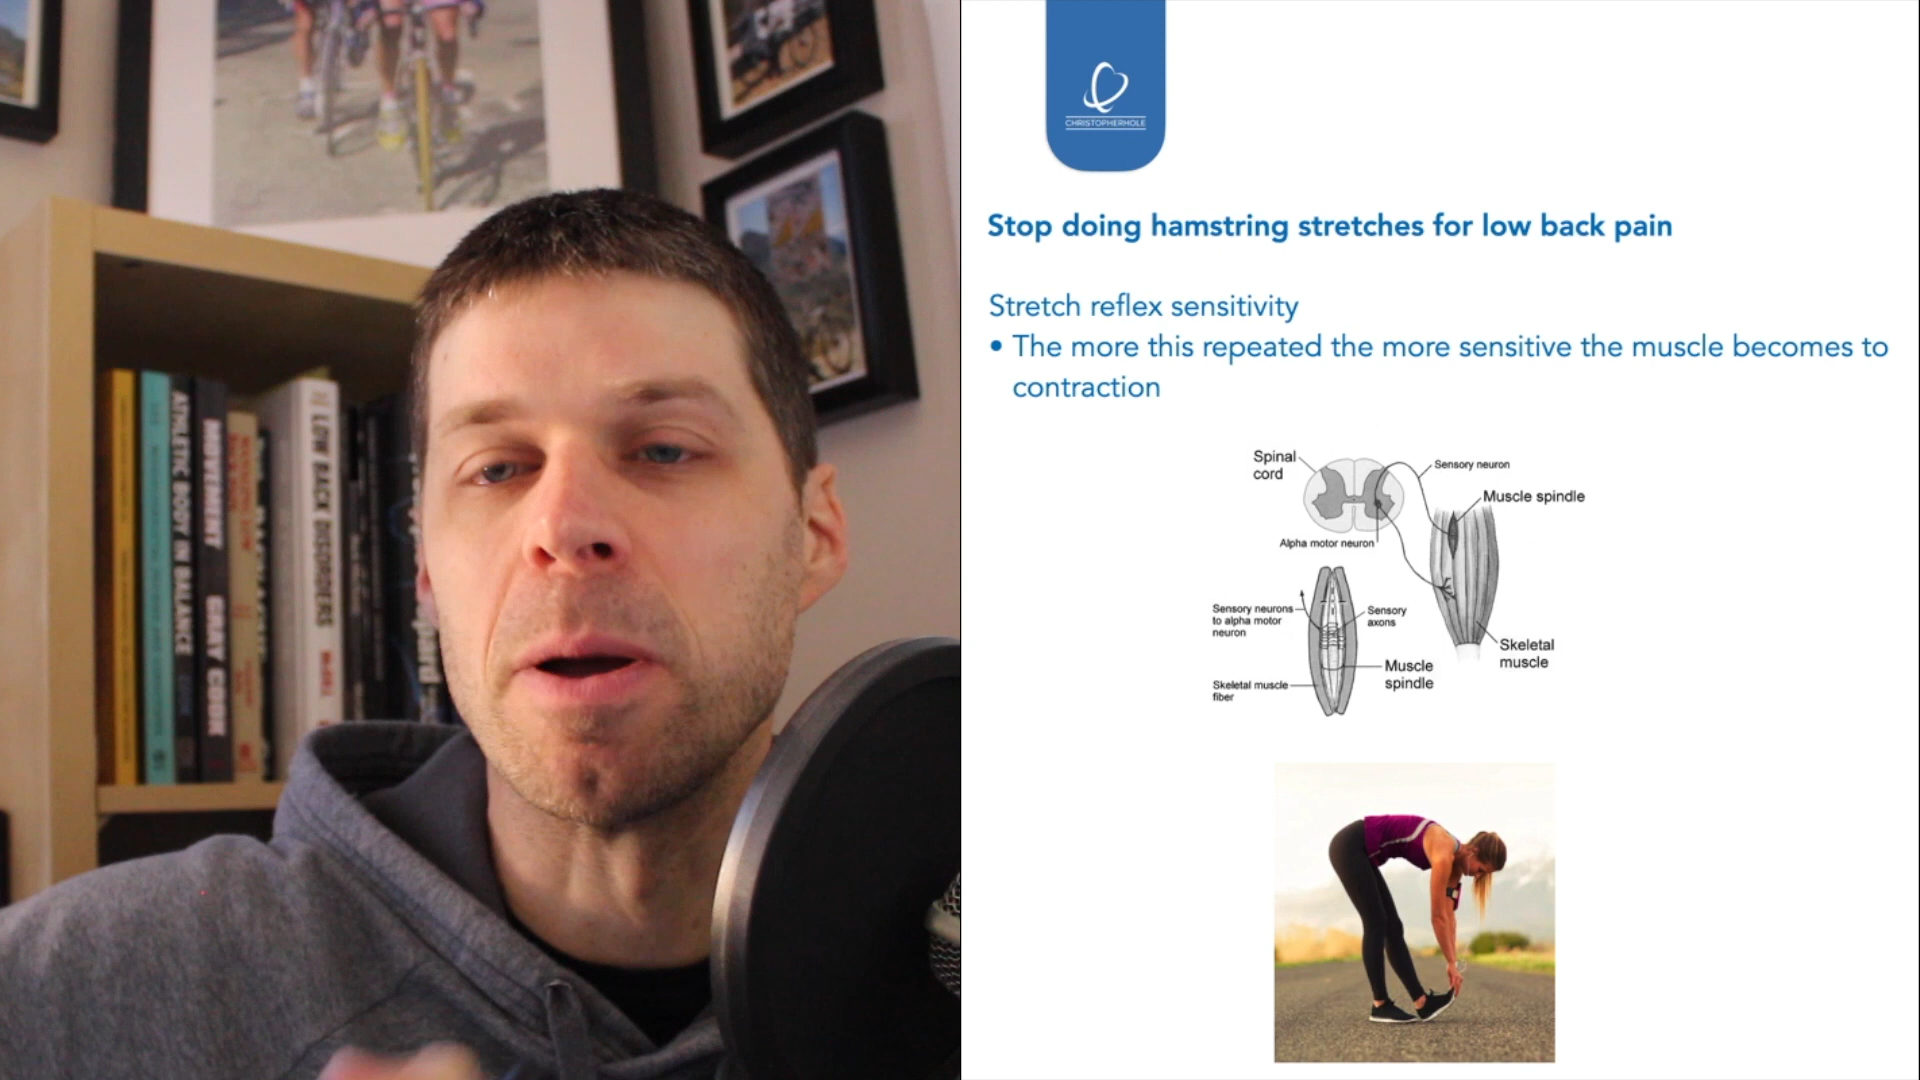 CHRISTOPHERHOLE
Stop doing hamstring stretches for low back pain
Stretch reflex sensitivity
• The more this repeated the more sensitive the muscle becomes to
contraction
Spinal
cord
Sensory neuron
Muscle spindle
Alpha motor neuron
Sensory neurons
to alpha motor
neuron
Sensory
axons
Skeletal
muscle
Muscle
spindle
Skeletal muscle
fiber
ATHLETIC BODY IN BALANCE
MOVEMENT GRAY COOK
LOW BACK DISORDERS